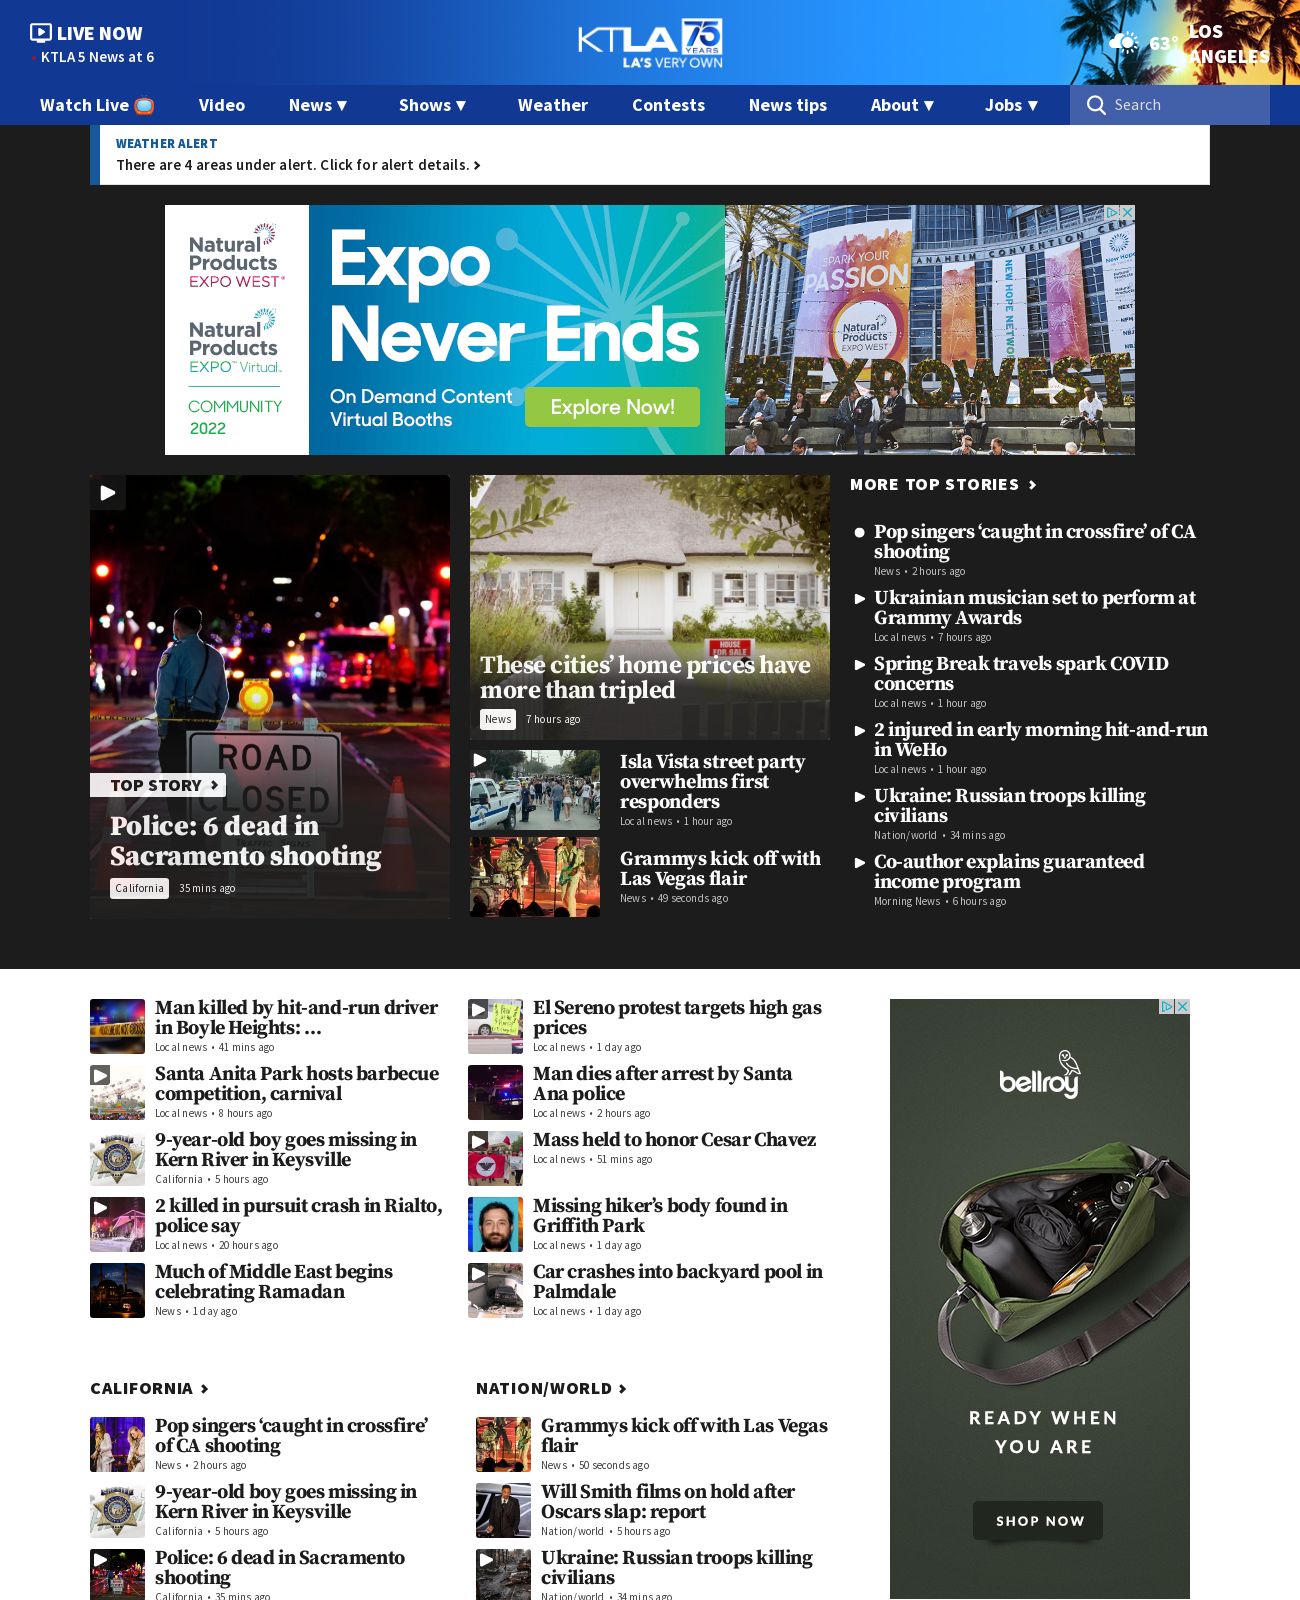 LIVE NOW
KTLA 5 News at 6
KTLA 75
YEARS
LA'S VERY OWN
63°
LOS
ANGELES
Watch Live
Video
News ▼
Shows ▼
Weather
Contests
News tips
About ▼
Jobs ▼
Search
WEATHER ALERT
There are 4 areas under alert. Click for alert details.
Natural
Products
EXPO WEST
Natural
Products
EXPO Virtual
COMMUNITY
2022
Expo
Never Ends
On Demand Content
Virtual Booths
Explore Now!
ANAHEIM CONVENTION CEN
SPARK YOUR
PASSION
Natural
Products
EXPO WEST
NEW HOPE NETWORK
#EXPOWEST
ROAD
CLOSED
TOP STORY
Police: 6 dead in
Sacramento shooting
California
35 mins ago
HOUSE
FOR SALE
These cities’ home prices have
more than tripled
News
7 hours ago
Isla Vista street party
overwhelms first
responders
Local news • 1 hour ago
Grammys kick off with
Las Vegas flair
News • 49 seconds ago
MORE TOP STORIES
Pop singers ‘caught in crossfire’ of CA
shooting
News • 2 hours ago
Ukrainian musician set to perform at
Grammy Awards
Local news • 7 hours ago
Spring Break travels spark COVID
concerns
Local news • 1 hour ago
2 injured in early morning hit-and-run
in WeHo
Local news • 1 hour ago
Ukraine: Russian troops killing
civilians
Nation/world • 34 mins ago
Co-author explains guaranteed
income program
Morning News • 6 hours ago
Man killed by hit-and-run driver
in Boyle Heights: …
Local news • 41 mins ago
Santa Anita Park hosts barbecue
competition, carnival
Local news • 8 hours ago
9-year-old boy goes missing in
Kern River in Keysville
California • 5 hours ago
2 killed in pursuit crash in Rialto,
police say
Local news • 20 hours ago
Much of Middle East begins
celebrating Ramadan
News • 1 day ago
El Sereno protest targets high gas
prices
Local news • 1 day ago
Man dies after arrest by Santa
Ana police
Local news • 2 hours ago
Mass held to honor Cesar Chavez
Local news • 51 mins ago
Missing hiker’s body found in
Griffith Park
Local news • 1 day ago
Car crashes into backyard pool in
Palmdale
Local news • 1 day ago
bellroy
READY WHEN
YOU ARE
SHOP NOW
CALIFORNIA
Pop singers ‘caught in crossfire’
of CA shooting
News • 2 hours ago
9-year-old boy goes missing in
Kern River in Keysville
California • 5 hours ago
Police: 6 dead in Sacramento
shooting
California • 35 mins ago
NATION/WORLD
Grammys kick off with Las Vegas
flair
News • 50 seconds ago
Will Smith films on hold after
Oscars slap: report
Nation/world • 5 hours ago
Ukraine: Russian troops killing
civilians
Nation/world • 34 mins ago